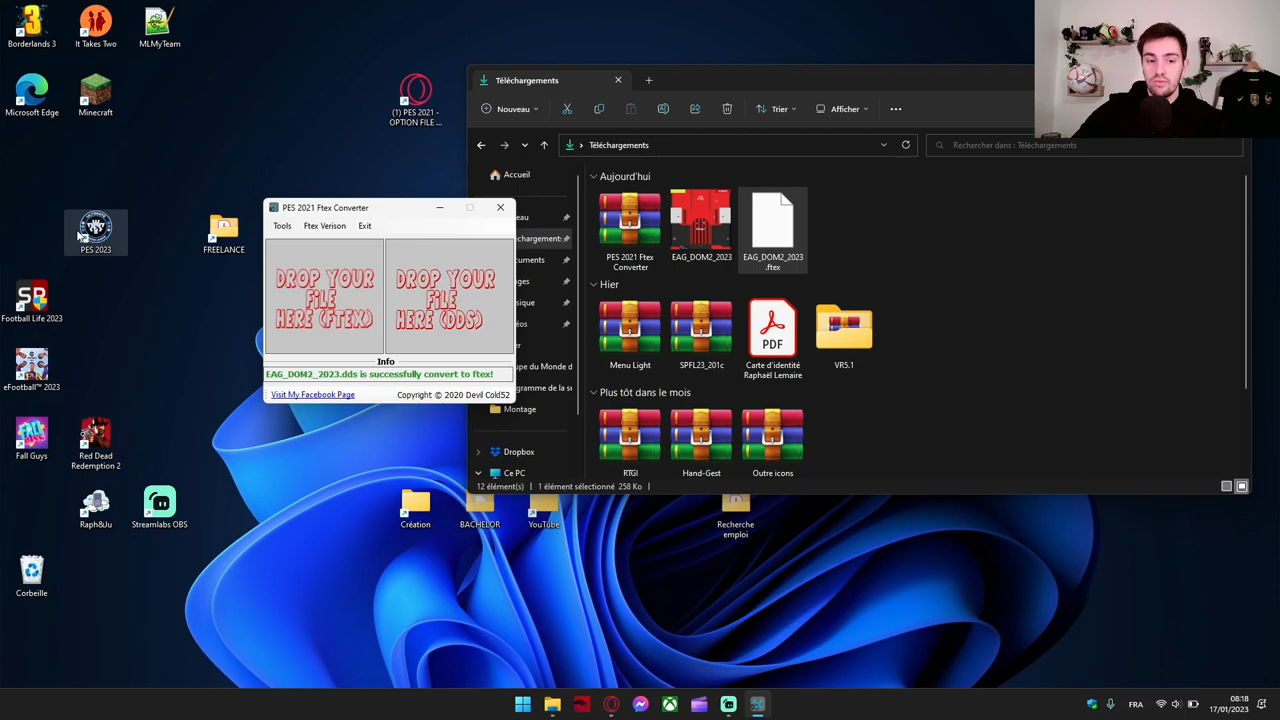 Borderlands 3
It Takes Two
MLMyTeam
Microsoft Edge
Minecraft
(1) PES 2021 -
OPTION FILE ...
PES 2023
FREELANCE
Football Life 2023
eFootball™ 2023
Fall Guys
Red Dead
Redemption 2
Raph&Ju
Streamlabs OBS
Corbeille
Création
BACHELOR
YouTube
Recherche
emploi
PES 2021 Ftex Converter
Tools
Ftex Verison
Exit
DROP YOUR
FILE
HERE (FTEX)
DROP YOUR
FILE
HERE (DDS)
Info
EAG_DOM2_2023.dds is successfully convert to ftex!
Visit My Facebook Page
Copyright © 2020 Devil Cold52
Téléchargements
Nouveau
Trier
Afficher
Téléchargements
Rechercher dans : Téléchargements
Accueil
Montage
Dropbox
Ce PC
Aujourd'hui
PES 2021 Ftex
Converter
EAG_DOM2_2023
EAG_DOM2_2023
.ftex
Hier
Menu Light
SPFL23_201c
Carte d'identité
Raphaël Lemaire
VR5.1
Plus tôt dans le mois
RTGI
Hand-Gest
Outre icons
12 élément(s)
1 élément sélectionné 258 Ko
FRA
08:18
17/01/2023